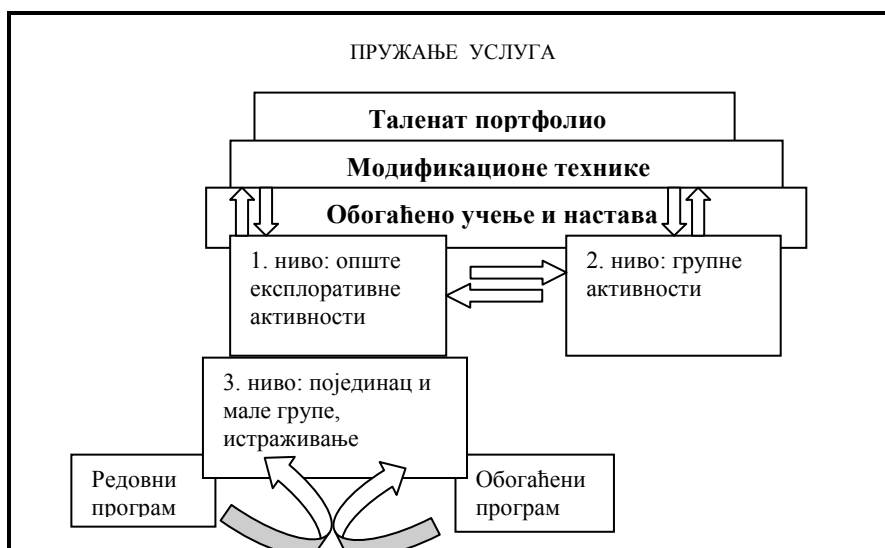 ПРУЖАЊЕ УСЛУГА
Таленат портфолио
Модификационе технике
Обогаћено учење и настава
1. ниво: опште
експлоративне
активности
2. ниво: групне
активности
3. ниво: појединац и
мале групе,
истраживање
Редовни
програм
Обогаћени
програм